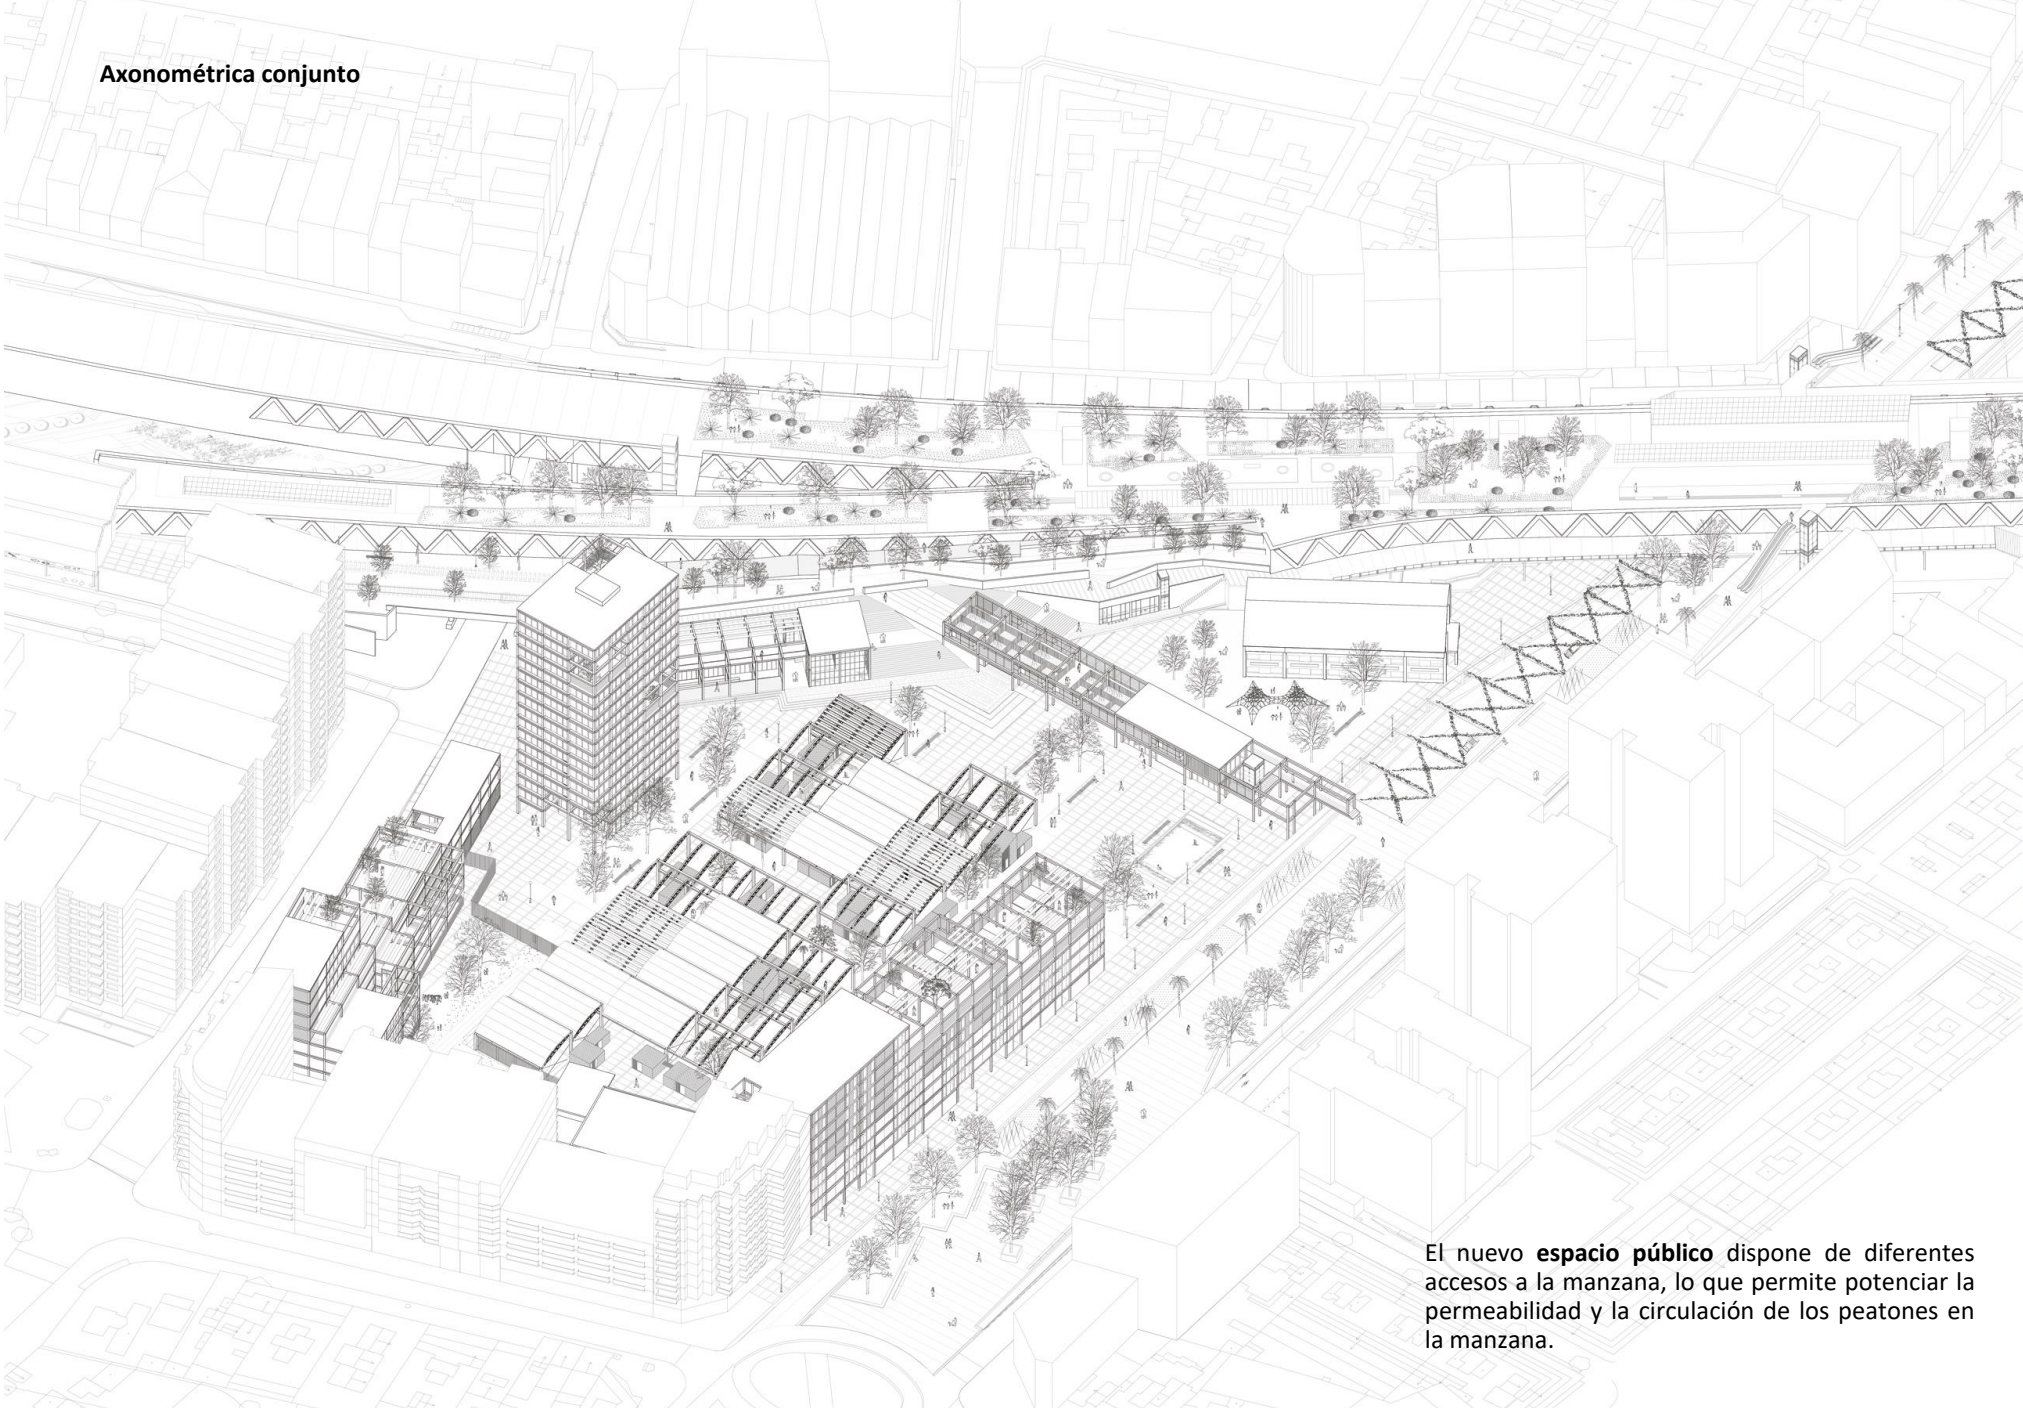 Axonométrica conjunto
El nuevo espacio público dispone de diferentes
accesos a la manzana, lo que permite potenciar la
permeabilidad y la circulación de los peatones en
la manzana.